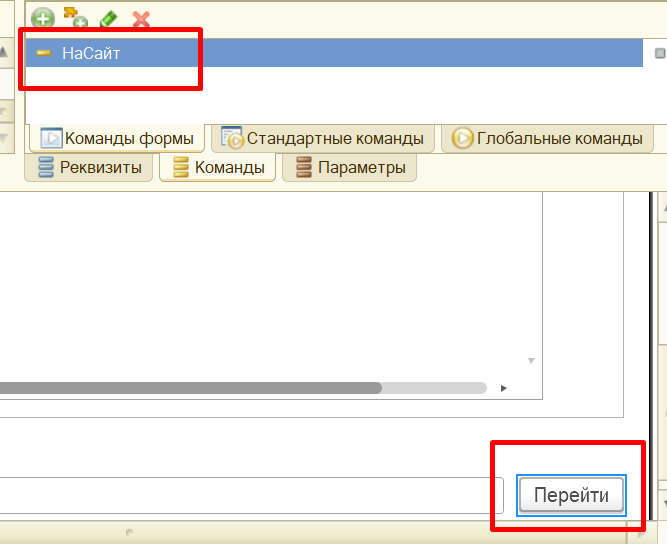 НаСайт
Команды формы Стандартные команды Глобальные команды
Реквизиты Команды Параметры
Перейти